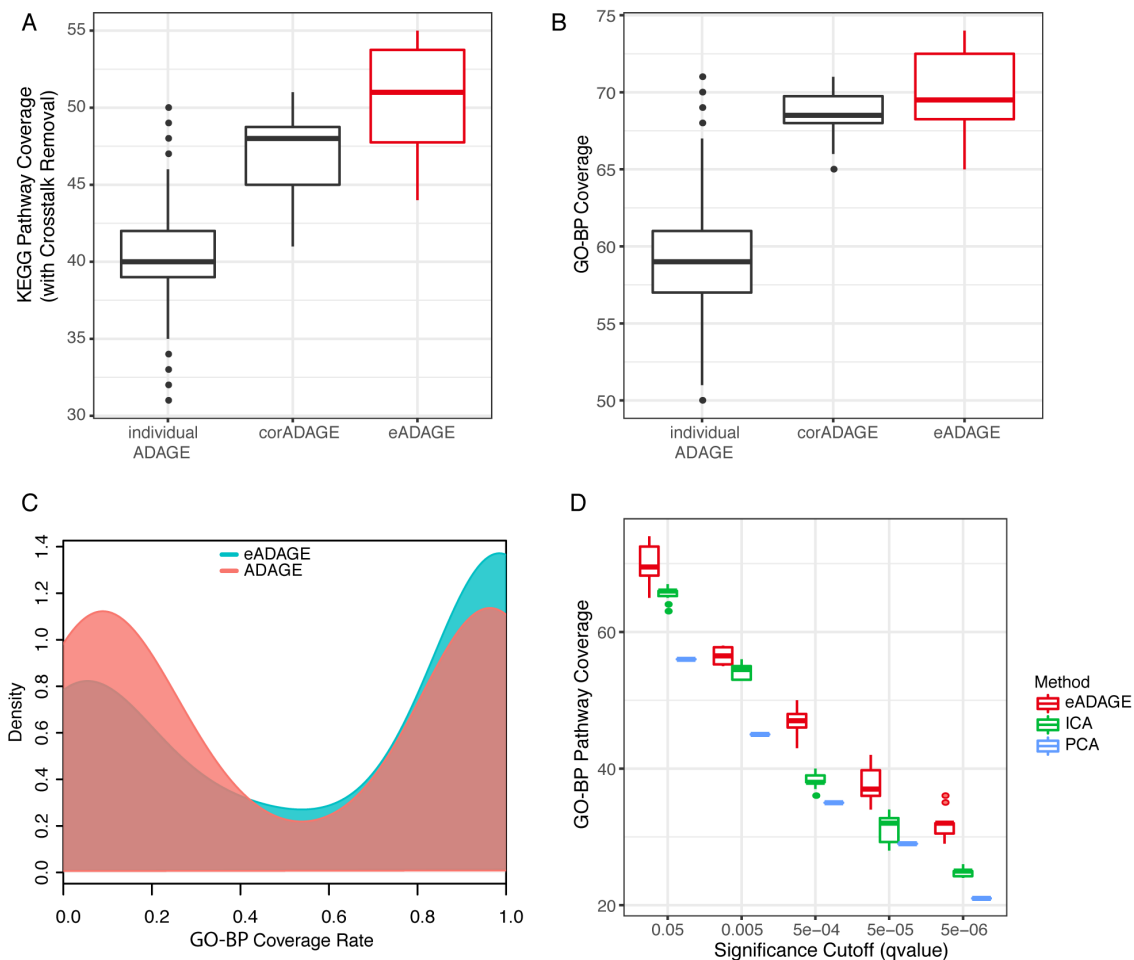 A
KEGG Pathway Coverage
(with Crosstalk Removal)
55
50
45
40
35
30
individual
ADAGE
corADAGE
eADAGE
B
GO-BP Coverage
75
70
65
60
55
50
individual
ADAGE
corADAGE
eADAGE
C
Density
1.4
1.2
1.0
0.8
0.6
0.4
0.2
0.0
eADAGE
ADAGE
0.0 0.2 0.4 0.6 0.8 1.0
GO-BP Coverage Rate
D
GO-BP Pathway Coverage
60
40
20
0.05 0.005 5e−04 5e−05 5e−06
Significance Cutoff (qvalue)
Method
eADAGE
ICA
PCA